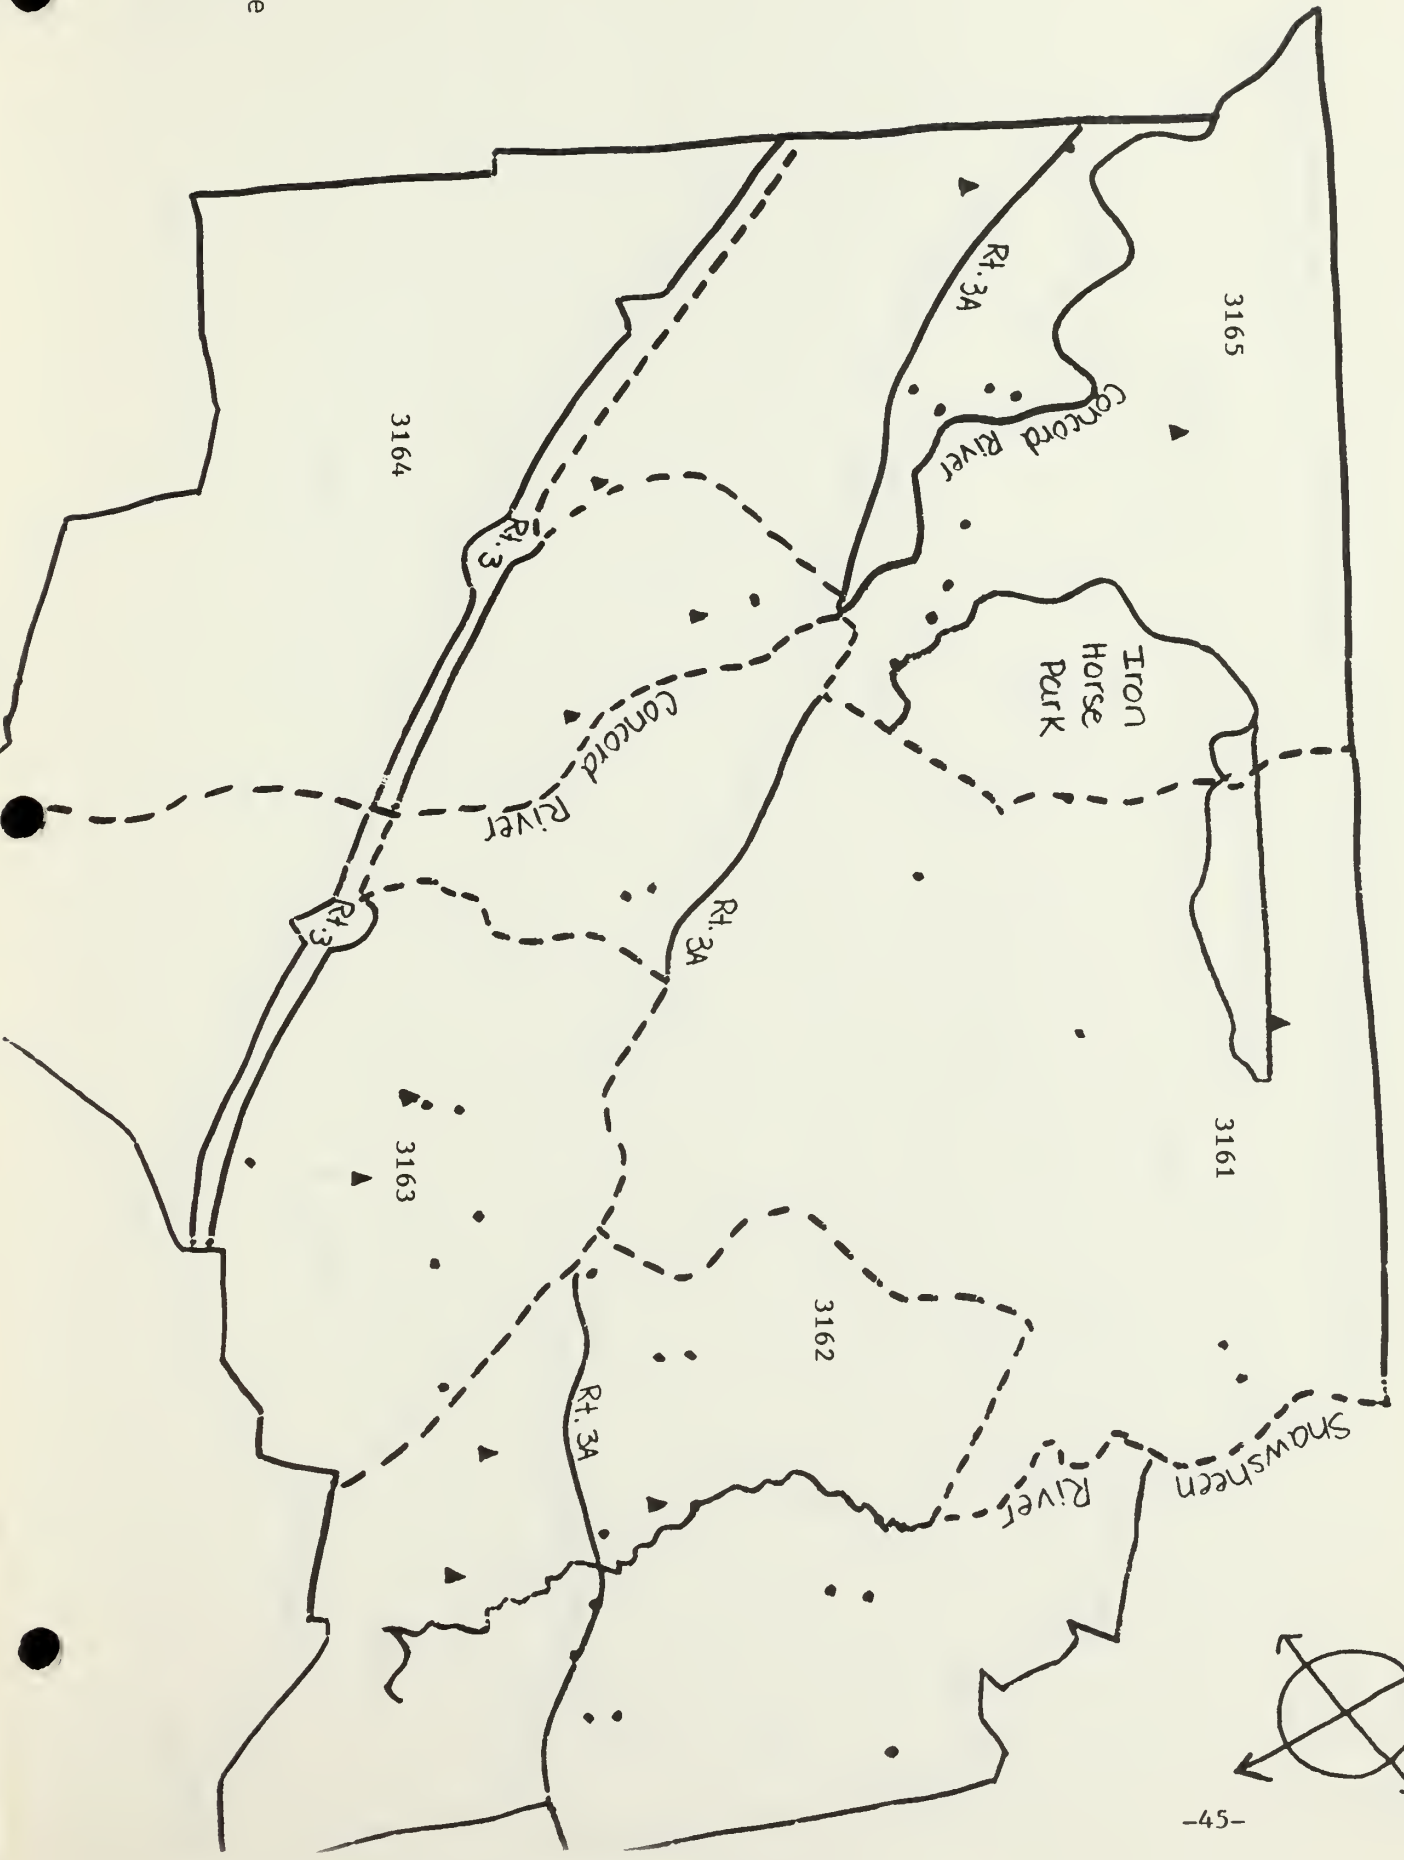 e
Rt. 3A
3165
Concord River
3164
Rt. 3
Iron
Horse
Park
Concord
River
Rt. 3A
Rt. 3
3161
3163
3162
Rt. 3A
Shawsheen
River
-45-